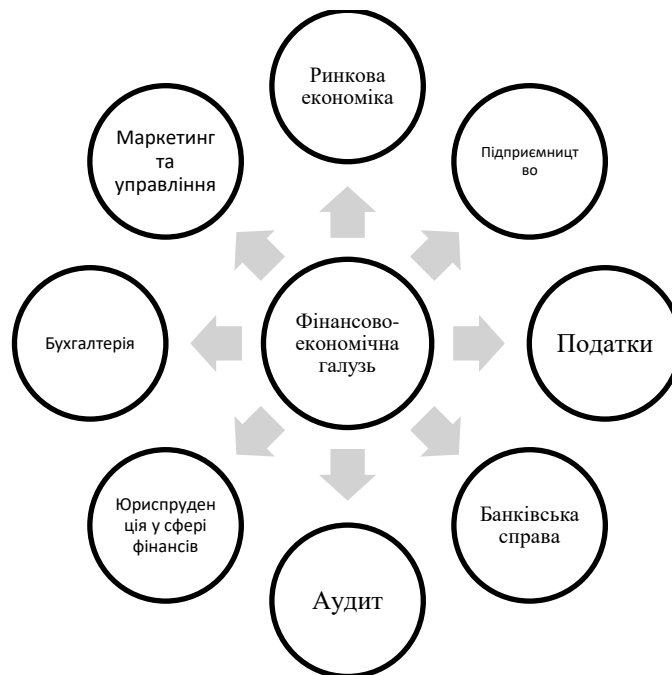 Ринкова
економіка
Підприємницт
во
Податки
Банківська
справа
Аудит
Юриспруден
ція у сфері
фінансів
Бухгалтерія
Маркетинг
та
управління
Фінансово-
економічна
галузь